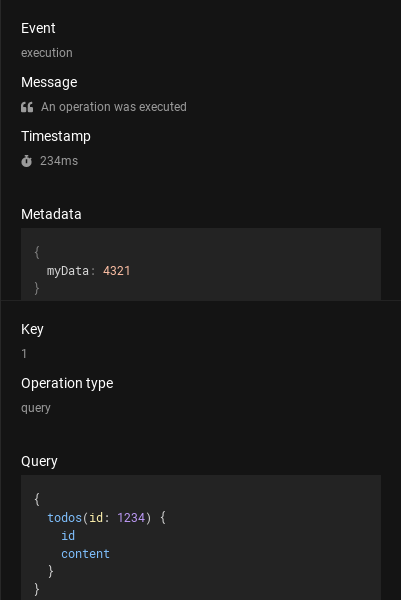 Event
execution
Message
An operation was executed
Timestamp
234ms
Metadata
{
  myData: 4321
}
Key
1
Operation type
query
Query
{
  todos(id: 1234) {
    id
    content
  }
}